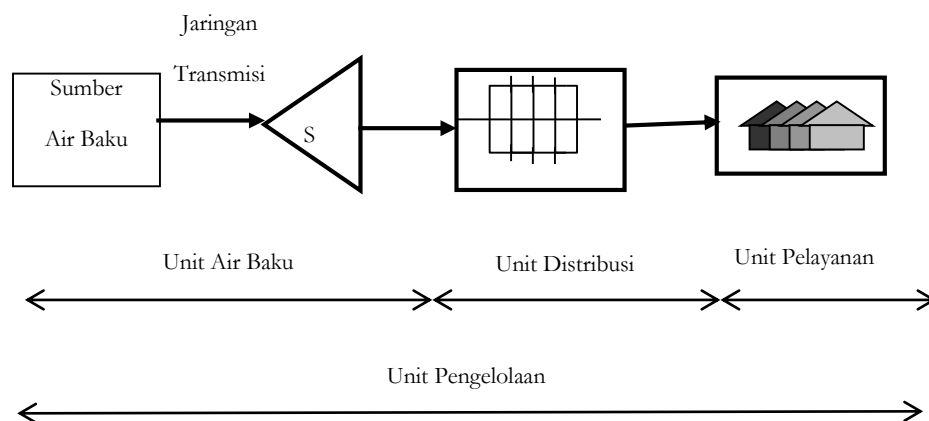 Jaringan
Transmisi
Sumber
Air Baku
S
Unit Air Baku
Unit Distribusi
Unit Pelayanan
Unit Pengelolaan